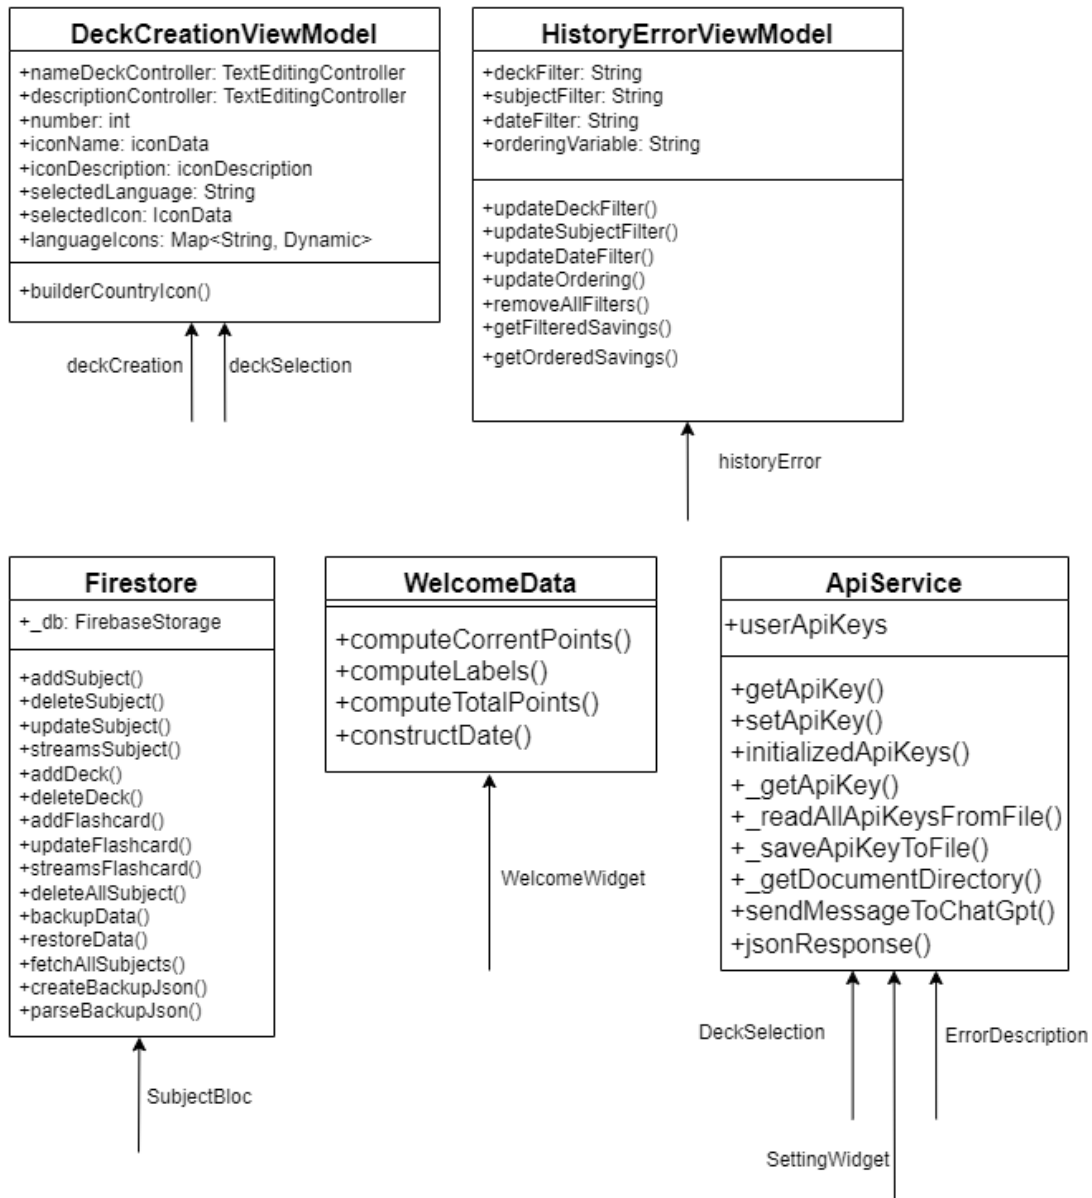 DeckCreationViewModel
+nameDeckController: TextEditingController
+descriptionController: TextEditingController
+number: int
+iconName: iconData
+iconDescription: iconDescription
+selectedLanguage: String
+selectedIcon: IconData
+languageIcons: Map<String, Dynamic>
+builderCountryIcon()
deckCreation
deckSelection
HistoryErrorViewModel
+deckFilter: String
+subjectFilter: String
+dateFilter: String
+orderingVariable: String
+updateDeckFilter()
+updateSubjectFilter()
+updateDateFilter()
+updateOrdering()
+removeAllFilters()
+getFilteredSavings()
+getOrderedSavings()
historyError
Firestore
+_db: FirebaseStorage
+addSubject()
+deleteSubject()
+updateSubject()
+streamsSubject()
+addDeck()
+deleteDeck()
+addFlashcard()
+updateFlashcard()
+streamsFlashcard()
+deleteAllSubject()
+backupData()
+restoreData()
+fetchAllSubjects()
+createBackupJson()
+parseBackupJson()
SubjectBloc
WelcomeData
+computeCorrentPoints()
+computeLabels()
+computeTotalPoints()
+constructDate()
WelcomeWidget
ApiService
+userApiKeys
+getApiKey()
+setApiKey()
+initializedApiKeys()
+_getApiKey()
+_readAllApiKeysFromFile()
+_saveApiKeyToFile()
+_getDocumentDirectory()
+sendMessageToChatGpt()
+jsonResponse()
DeckSelection
ErrorDescription
SettingWidget